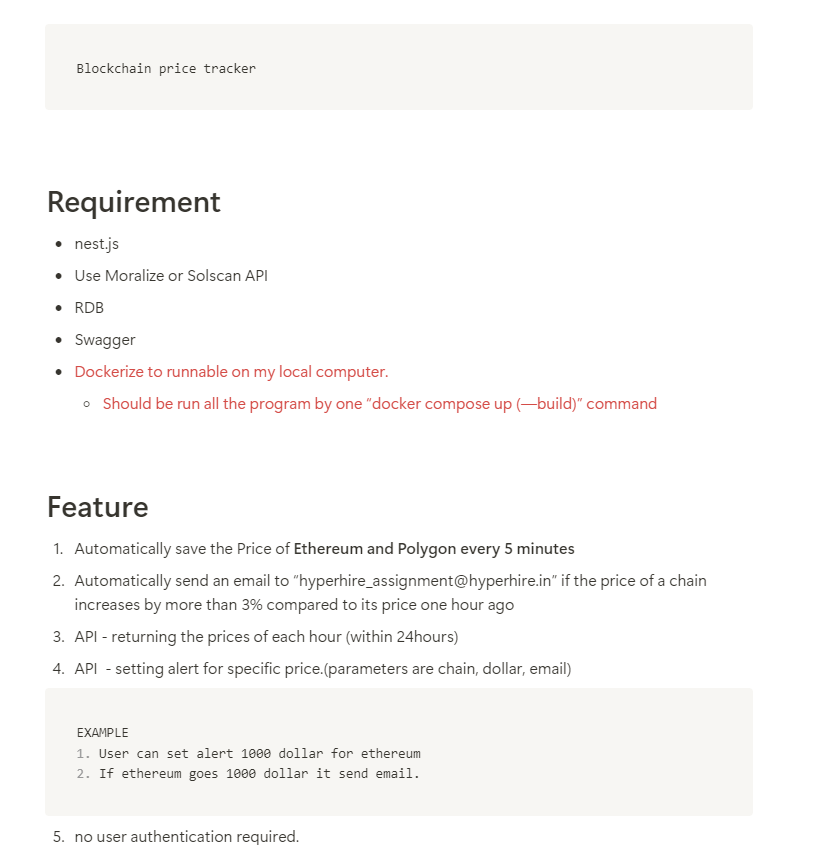 Blockchain price tracker
Requirement
• nest.js
• Use Moralize or Solscan API
• RDB
• Swagger
• Dockerize to runnable on my local computer.
○ Should be run all the program by one “docker compose up (—build)” command
Feature
1. Automatically save the Price of Ethereum and Polygon every 5 minutes
2. Automatically send an email to “hyperhire_assignment@hyperhire.in” if the price of a chain
increases by more than 3% compared to its price one hour ago
3. API - returning the prices of each hour (within 24hours)
4. API  - setting alert for specific price.(parameters are chain, dollar, email)
EXAMPLE
1. User can set alert 1000 dollar for ethereum
2. If ethereum goes 1000 dollar it send email.
5. no user authentication required.